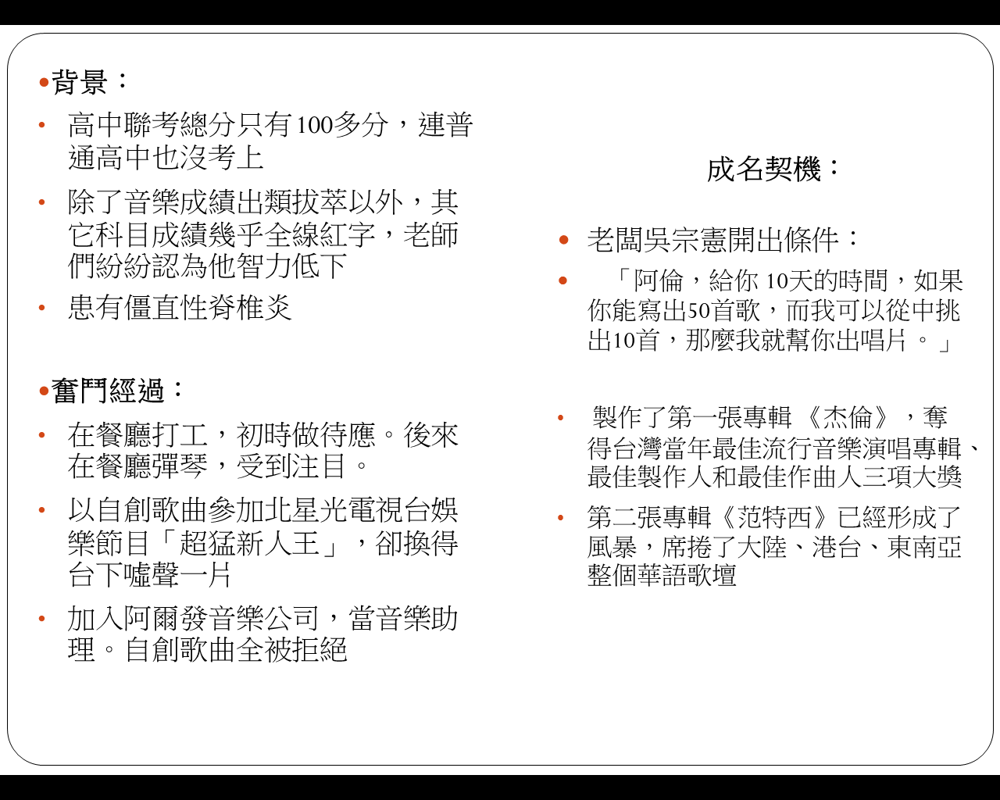 •背景：
• 高中聯考總分只有100多分，連普
通高中也沒考上
• 除了音樂成績出類拔萃以外，其
它科目成績幾乎全線紅字，老師
們紛紛認為他智力低下
• 患有僵直性脊椎炎
•奮鬥經過：
• 在餐廳打工，初時做待應。後來
在餐廳彈琴，受到注目。
• 以自創歌曲參加北星光電視台娛
樂節目「超猛新人王」，卻換得
台下噓聲一片
• 加入阿爾發音樂公司，當音樂助
理。自創歌曲全被拒絕
成名契機：
• 老闆吳宗憲開出條件：
• 「阿倫，給你 10天的時間，如果
你能寫出50首歌，而我可以從中挑
出10首，那麼我就幫你出唱片。」
• 製作了第一張專輯 《杰倫》，奪
得台灣當年最佳流行音樂演唱專輯、
最佳製作人和最佳作曲人三項大獎
• 第二張專輯《范特西》已經形成了
風暴，席捲了大陸、港台、東南亞
整個華語歌壇